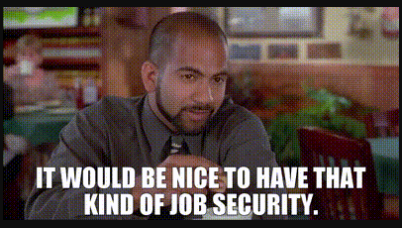 IT WOULD BE NICE TO HAVE THAT
KIND OF JOB SECURITY.